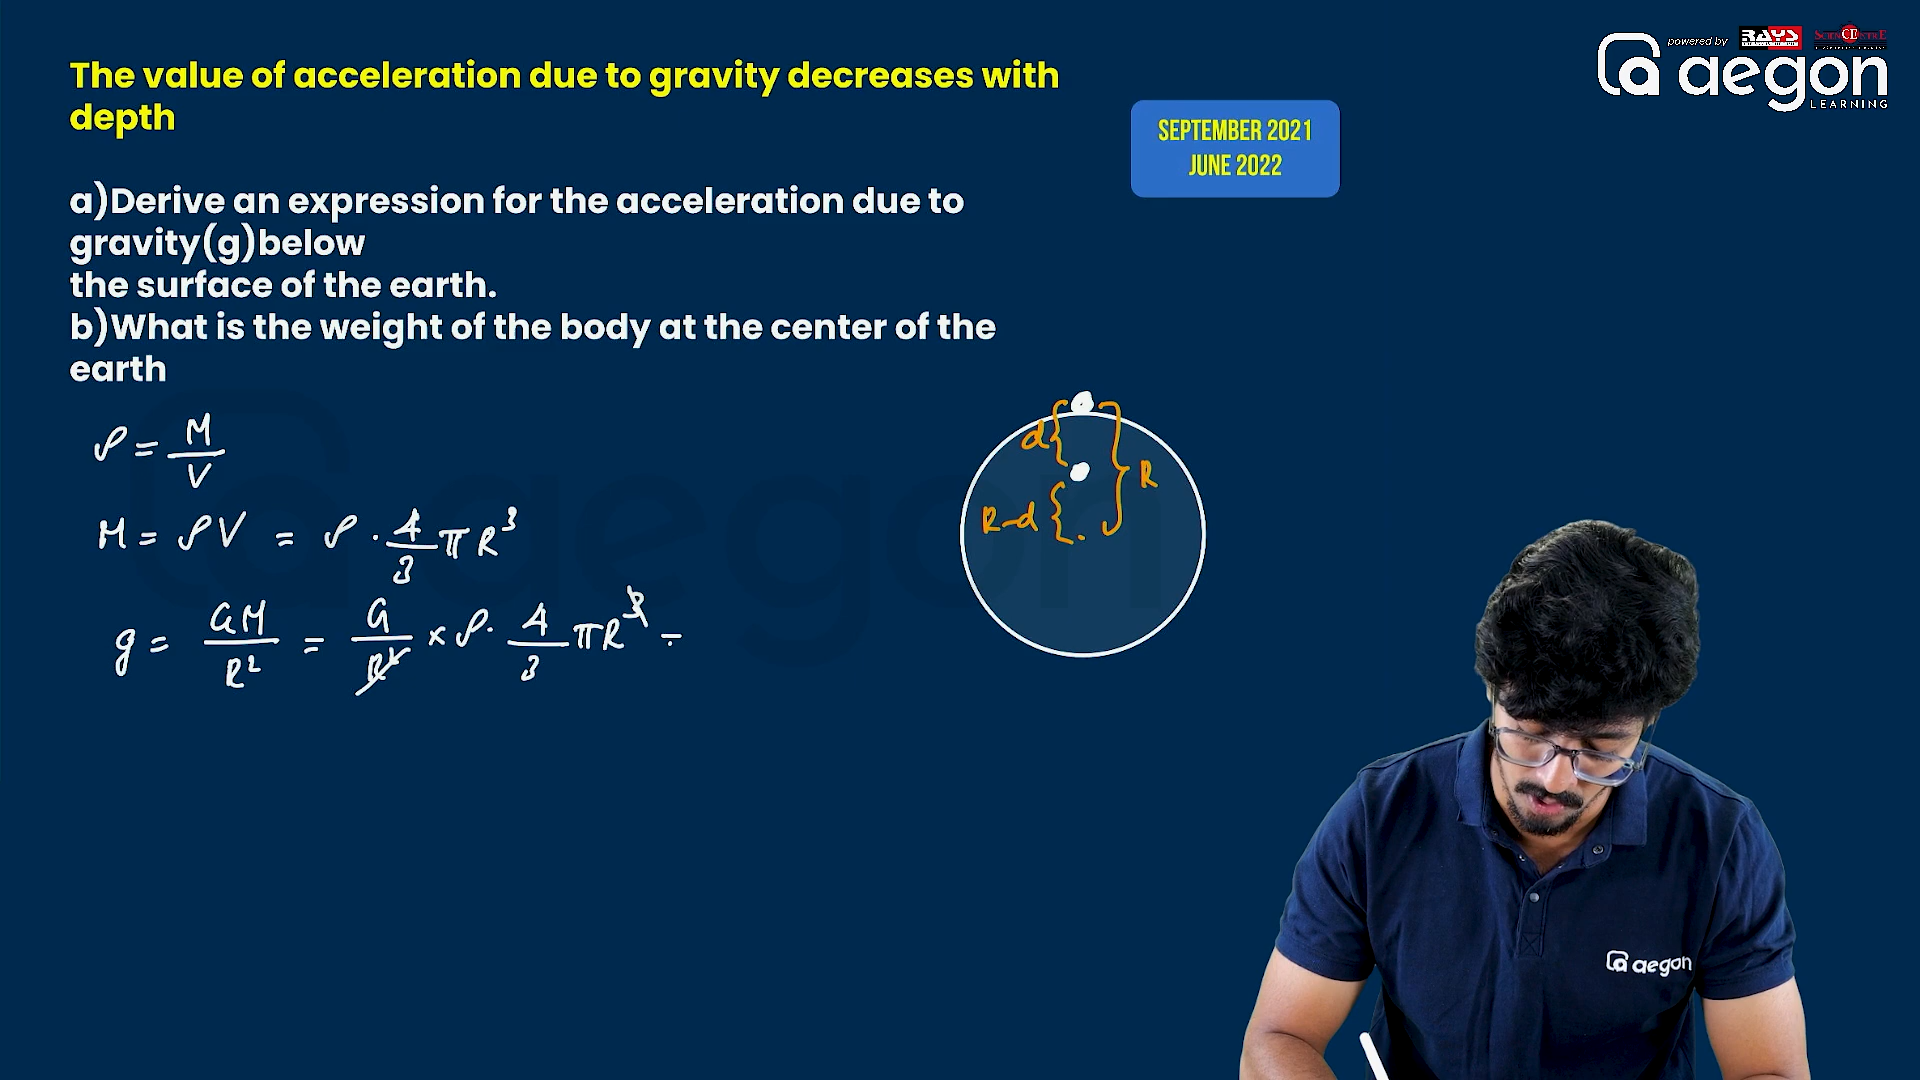 The value of acceleration due to gravity decreases with
depth
SEPTEMBER 2021
JUNE 2022
powered by RAYS
aegon
LEARNING
a)Derive an expression for the acceleration due to
gravity(g)below
the surface of the earth.
b)What is the weight of the body at the center of the
earth
ρ = M/V
M = ρV = ρ · 4/3 πR³
g = GM/R² = G/R² × ρ · 4/3 πR³ =
d
R-d
R
aegon